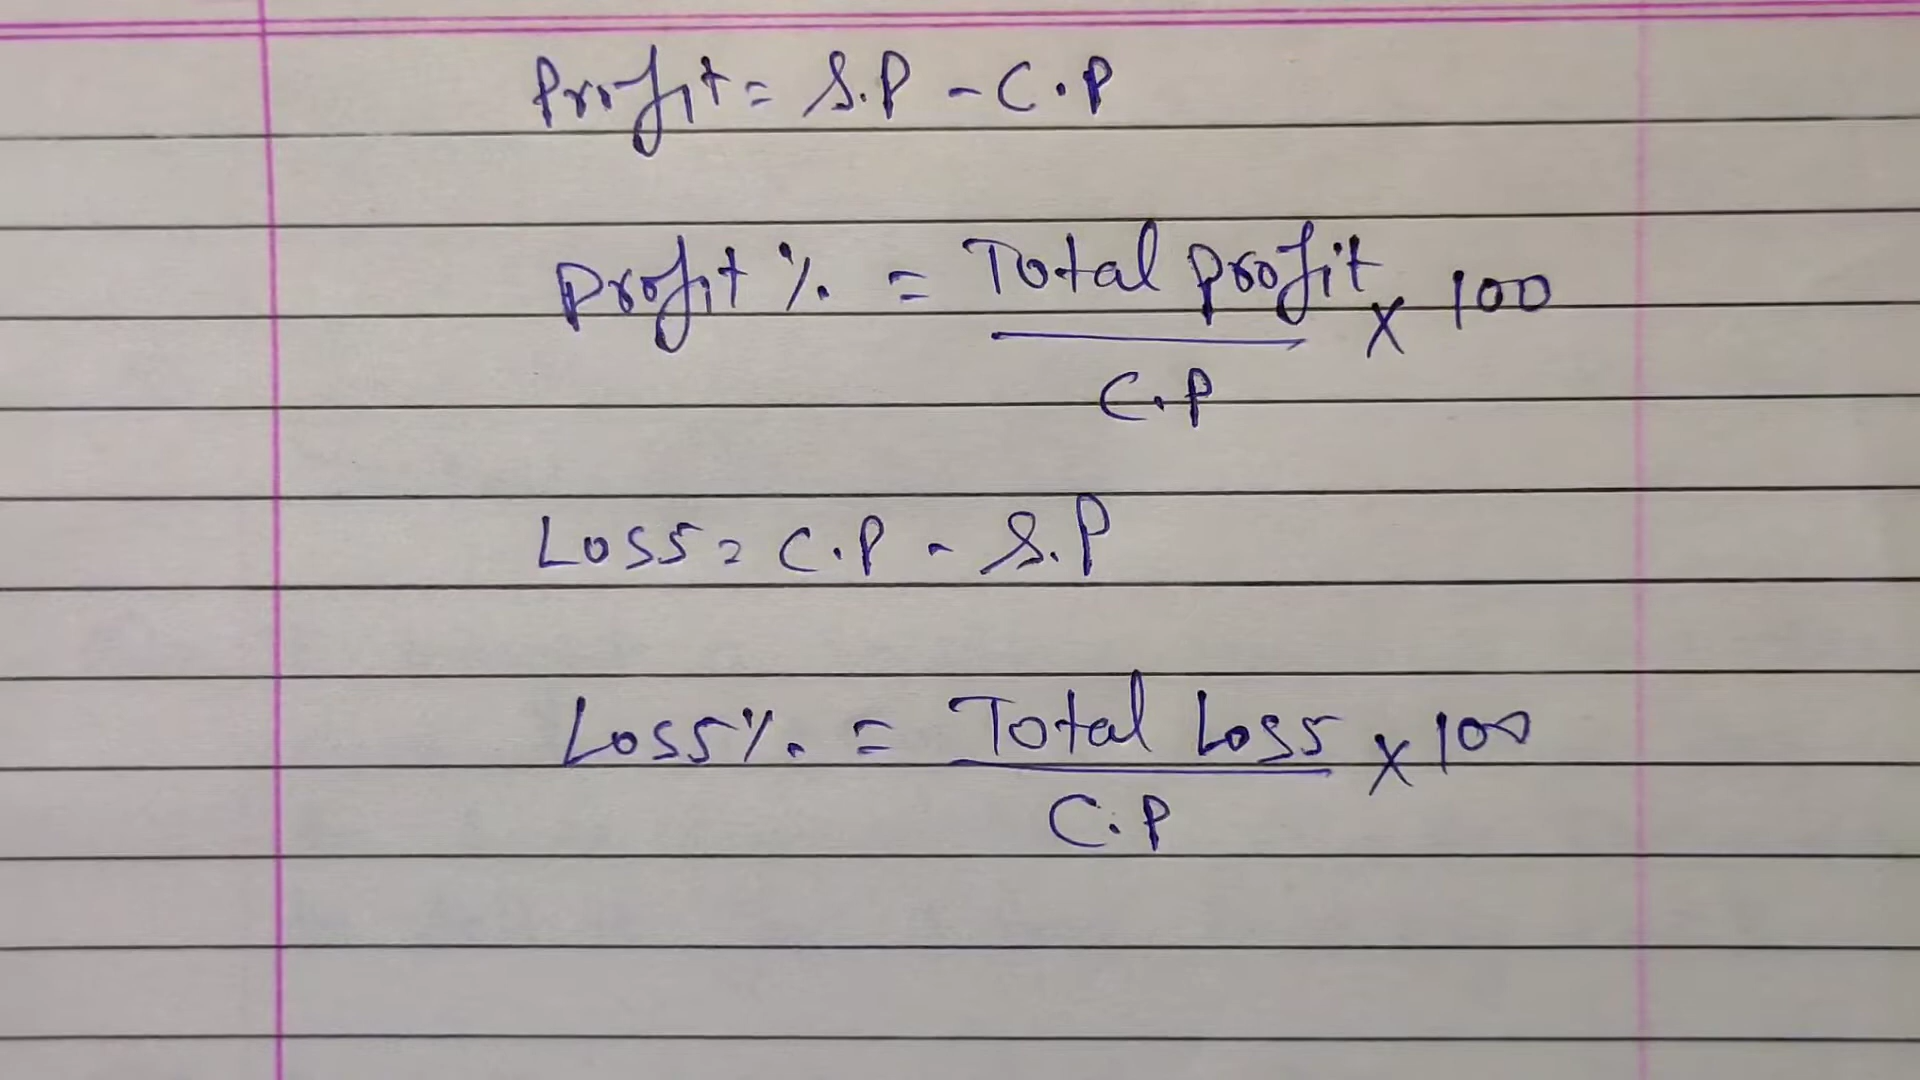 Profit = S.P - C.P
Profit % = Total profit × 100
C.P
Loss = C.P - S.P
Loss % = Total Loss × 100
C.P